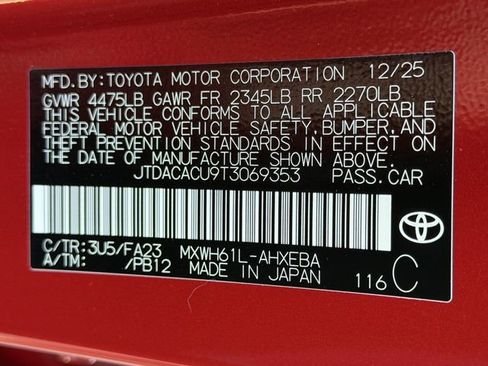 MFD.BY:TOYOTA MOTOR CORPORATION 12/25
GVWR 4475LB GAWR FR 2345LB RR 2270LB
THIS VEHICLE CONFORMS TO ALL APPLICABLE
FEDERAL MOTOR VEHICLE SAFETY, BUMPER, AND
THEFT PREVENTION STANDARDS IN EFFECT ON
THE DATE OF MANUFACTURE SHOWN ABOVE.
JTDACACU9T3069353 PASS.CAR
C/TR:3U5/FA23 MXWH61L-AHXEBA
A/TM: /PB12 MADE IN JAPAN 116C